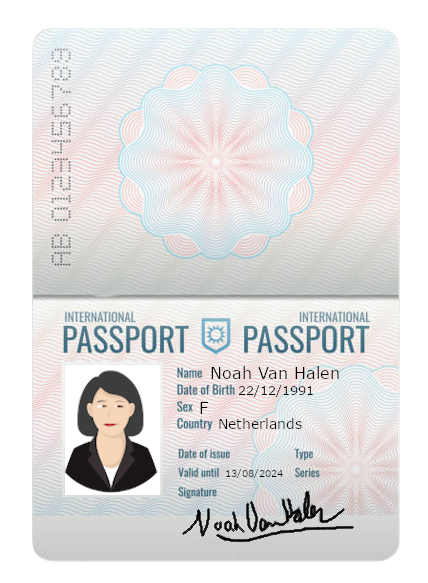 AB 0123456789
INTERNATIONAL
PASSPORT
INTERNATIONAL
PASSPORT
Name Noah Van Halen
Date of Birth 22/12/1991
Sex F
Country Netherlands
Date of issue Type
Valid until 13/08/2024 Series
Signature
Noah Van Halen